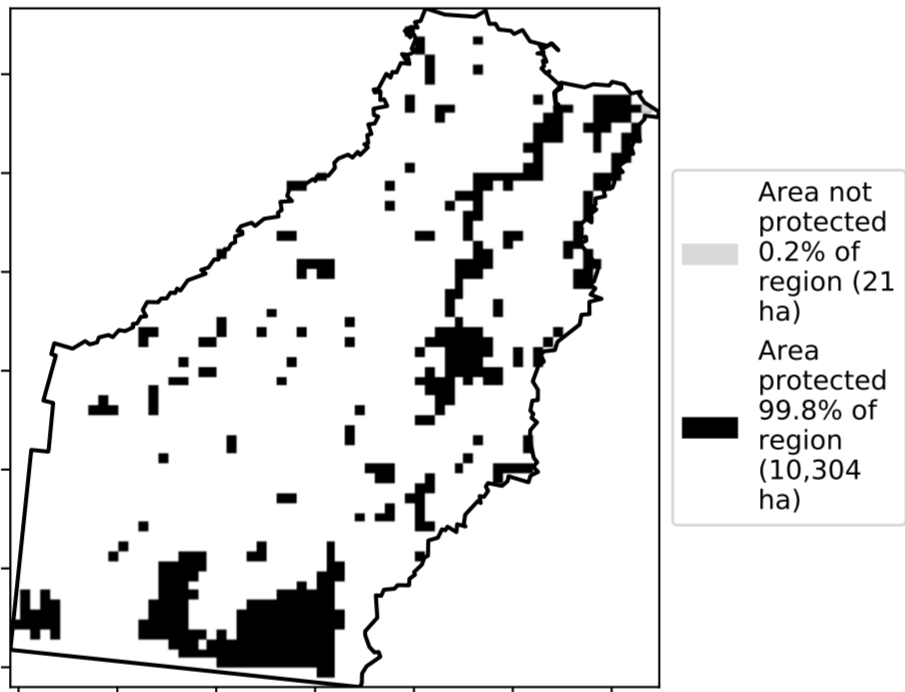 Area not
protected
0.2% of
region (21
ha)
Area
protected
99.8% of
region
(10,304
ha)